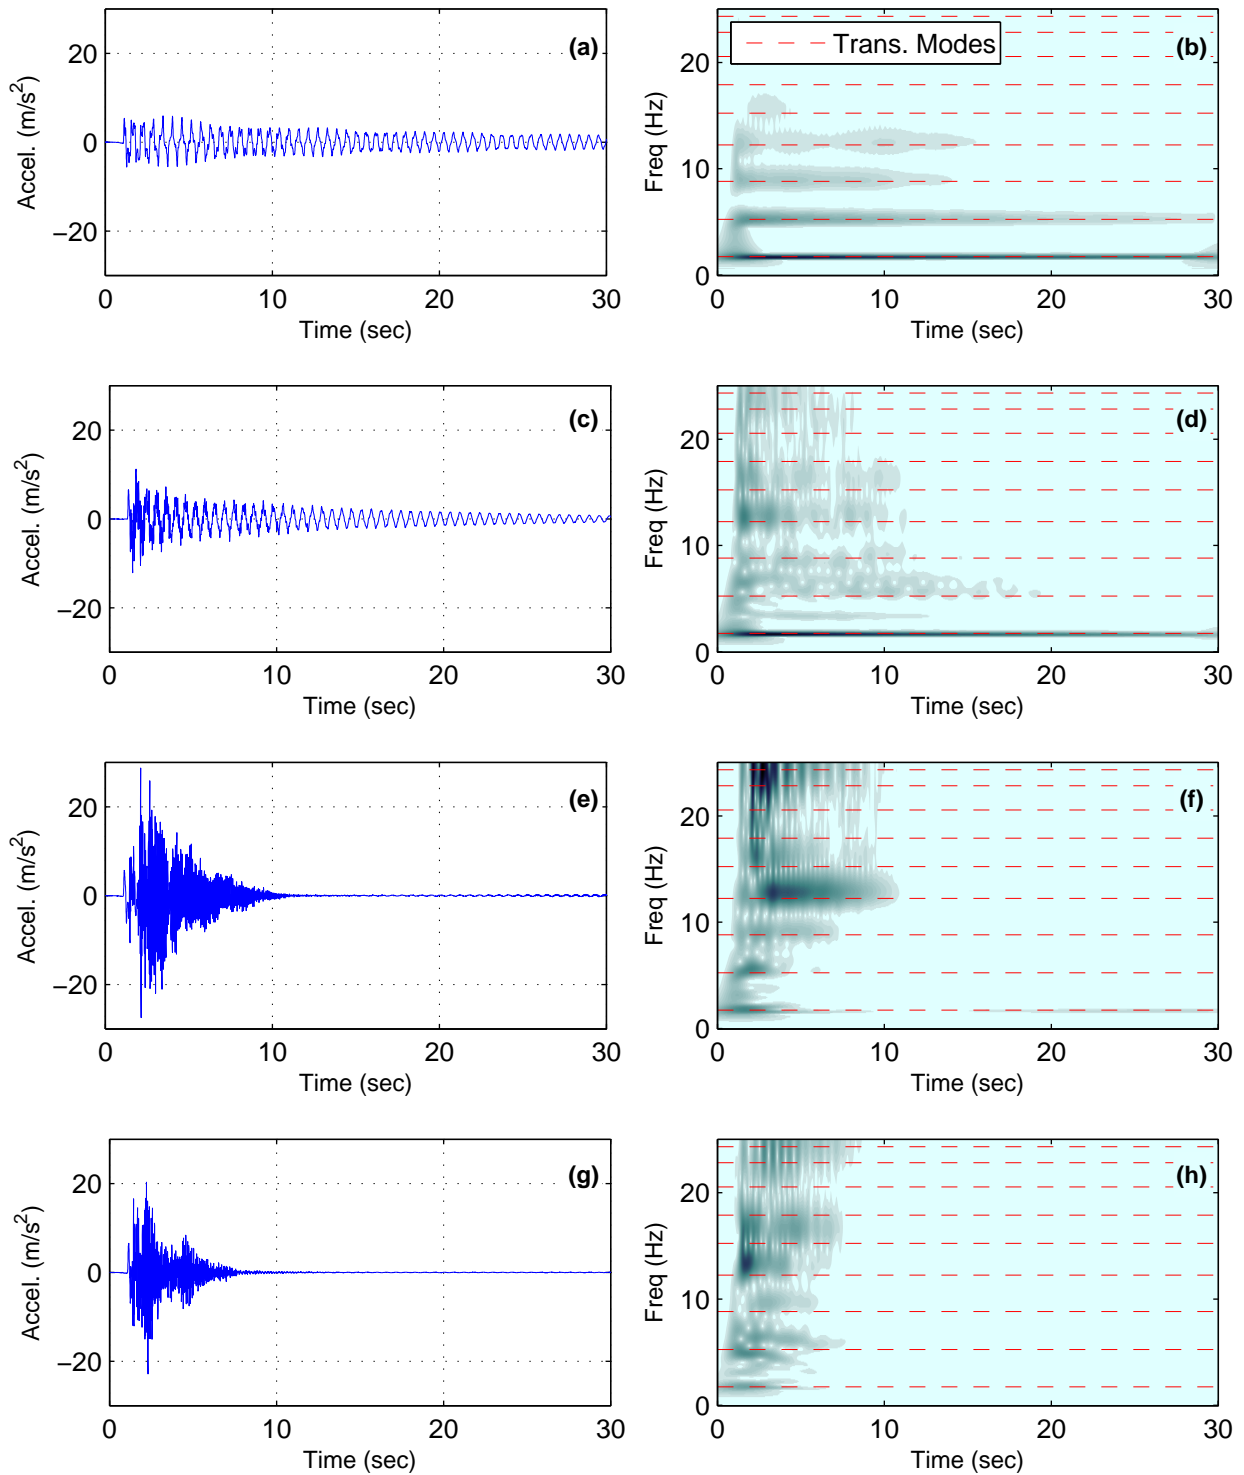 20
0
−20
Accel. (m/s²)
(a)
0 10 20 30
Time (sec)
20
10
0
Freq (Hz)
Trans. Modes
(b)
0 10 20 30
Time (sec)
20
0
−20
Accel. (m/s²)
(c)
0 10 20 30
Time (sec)
20
10
0
Freq (Hz)
(d)
0 10 20 30
Time (sec)
20
0
−20
Accel. (m/s²)
(e)
0 10 20 30
Time (sec)
20
10
0
Freq (Hz)
(f)
0 10 20 30
Time (sec)
20
0
−20
Accel. (m/s²)
(g)
0 10 20 30
Time (sec)
20
10
0
Freq (Hz)
(h)
0 10 20 30
Time (sec)